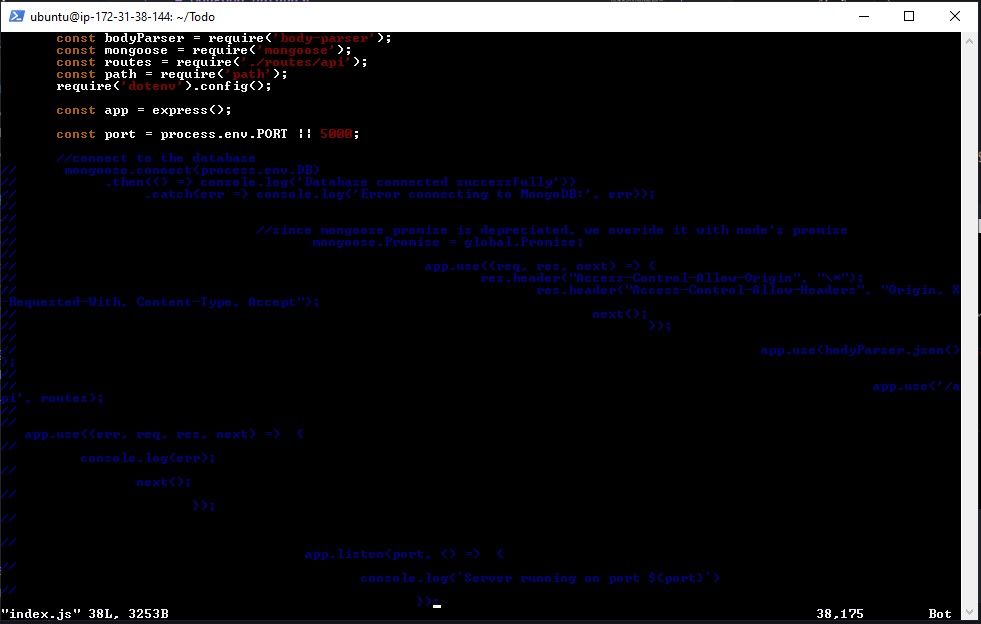 ubuntu@ip-172-31-38-144: ~/Todo
const bodyParser = require('body-parser');
const mongoose = require('mongoose');
const routes = require('./routes/api');
const path = require('path');
require('dotenv').config();
const app = express();
const port = process.env.PORT || 5000;
//connect to the database
// mongoose.connect(process.env.DB)
// .then(() => console.log('Database connected successfully'))
// .catch(err => console.log('Error connecting to MongoDB:', err));
//
//
// //since mongoose promise is depreciated, we overide it with node's promise
// mongoose.Promise = global.Promise;
//
// app.use((req, res, next) => {
// res.header("Access-Control-Allow-Origin", "\*");
// res.header("Access-Control-Allow-Headers", "Origin, X
-Requested-With, Content-Type, Accept");
// next();
// });
//
// app.use(bodyParser.json()
);
//
// app.use('/a
pi', routes);
//
//
app.use((err, req, res, next) => {
//
console.log(err);
//
next();
//
});
//
//
app.listen(port, () => {
//
console.log(`Server running on port ${port}`)
//
});
"index.js" 38L, 3253B 38,175 Bot